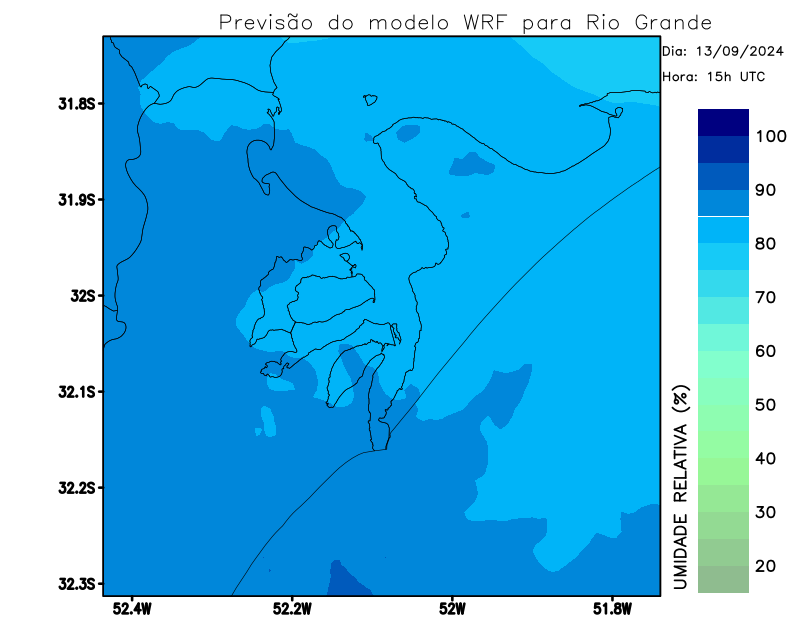 Previsão do modelo WRF para Rio Grande
Dia: 13/09/2024
Hora: 15h UTC
31.8S
31.9S
32S
32.1S
32.2S
32.3S
52.4W
52.2W
52W
51.8W
100
90
80
70
60
50
40
30
20
UMIDADE RELATIVA (%)